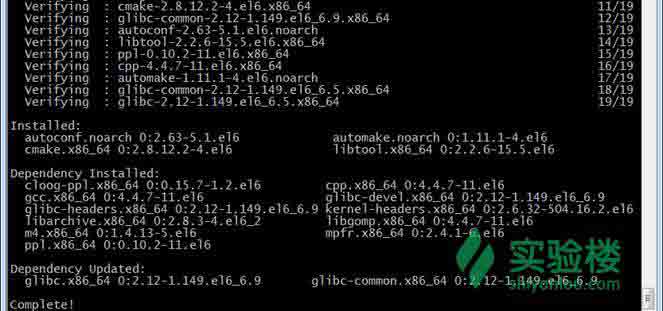 Verifying : cmake-2.8.12.2-4.el6.x86_64 11/19
Verifying : glibc-common-2.12-1.149.el6_6.9.x86_64 12/19
Verifying : autoconf-2.63-5.1.el6.noarch 13/19
Verifying : libtool-2.2.6-15.5.el6.x86_64 14/19
Verifying : ppl-0.10.2-11.el6.x86_64 15/19
Verifying : cpp-4.4.7-11.el6.x86_64 16/19
Verifying : automake-1.11.1-4.el6.noarch 17/19
Verifying : glibc-common-2.12-1.149.el6_6.5.x86_64 18/19
Verifying : glibc-2.12-1.149.el6_6.5.x86_64 19/19
Installed:
autoconf.noarch 0:2.63-5.1.el6 automake.noarch 0:1.11.1-4.el6
cmake.x86_64 0:2.8.12.2-4.el6 libtool.x86_64 0:2.2.6-15.5.el6
Dependency Installed:
cloog-ppl.x86_64 0:0.15.7-1.2.el6 cpp.x86_64 0:4.4.7-11.el6
gcc.x86_64 0:4.4.7-11.el6 glibc-devel.x86_64 0:2.12-1.149.el6_6.9
glibc-headers.x86_64 0:2.12-1.149.el6_6.9 kernel-headers.x86_64 0:2.6.32-504.16.2.el6
libarchive.x86_64 0:2.8.3-4.el6_2 libgomp.x86_64 0:4.4.7-11.el6
m4.x86_64 0:1.4.13-5.el6 mpfr.x86_64 0:2.4.1-6.el6
ppl.x86_64 0:0.10.2-11.el6
Dependency Updated:
glibc.x86_64 0:2.12-1.149.el6_6.9 glibc-common.x86_64 0:2.12-1.149.el6_6.9
Complete!
实验楼
shiyanlou.com